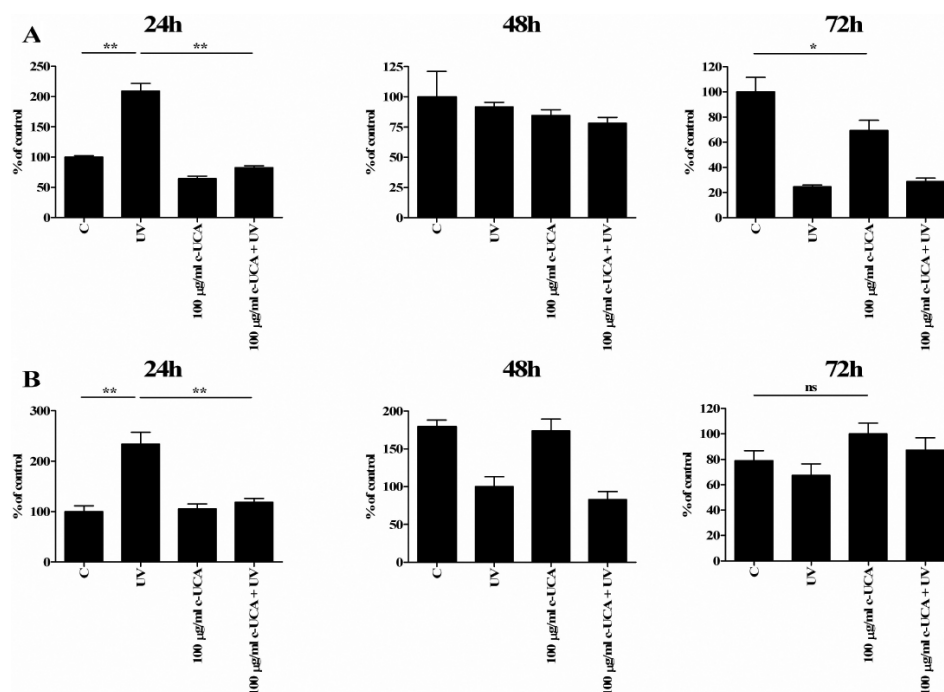 A
24h
**
**
% of control
250
200
150
100
50
0
C
UV
100 µg/ml c-UCA
100 µg/ml c-UCA + UV
48h
% of control
125
100
75
50
25
0
C
UV
100 µg/ml c-UCA
100 µg/ml c-UCA + UV
72h
*
% of control
120
100
80
60
40
20
0
C
UV
100 µg/ml c-UCA
100 µg/ml c-UCA + UV
B
24h
**
**
% of control
300
200
100
0
C
UV
100 µg/ml c-UCA
100 µg/ml c-UCA + UV
48h
% of control
200
150
100
50
0
C
UV
100 µg/ml c-UCA
100 µg/ml c-UCA + UV
72h
ns
% of control
120
100
80
60
40
20
0
C
UV
100 µg/ml c-UCA
100 µg/ml c-UCA + UV